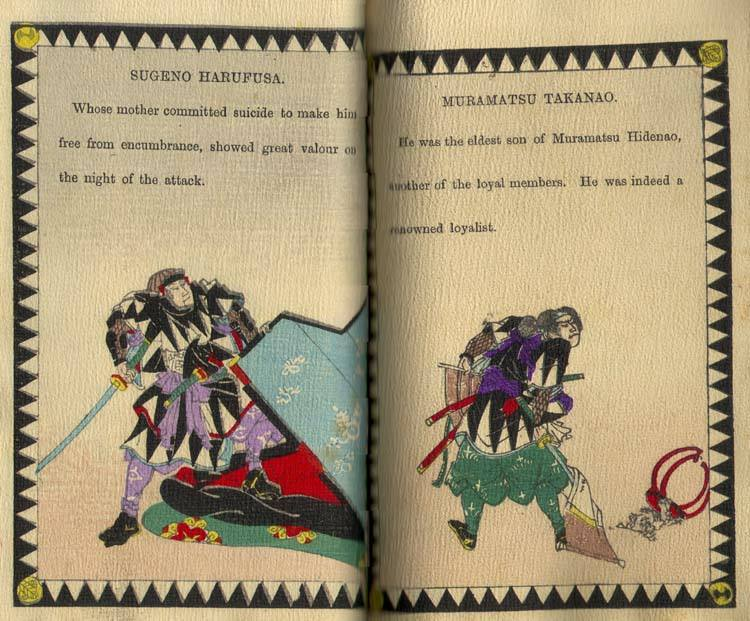 SUGENO HARUFUSA.
Whose mother committed suicide to make him
free from encumbrance, showed great valour on
the night of the attack.
MURAMATSU TAKANAO.
He was the eldest son of Muramatsu Hidenao,
another of the loyal members. He was indeed a
renowned loyalist.